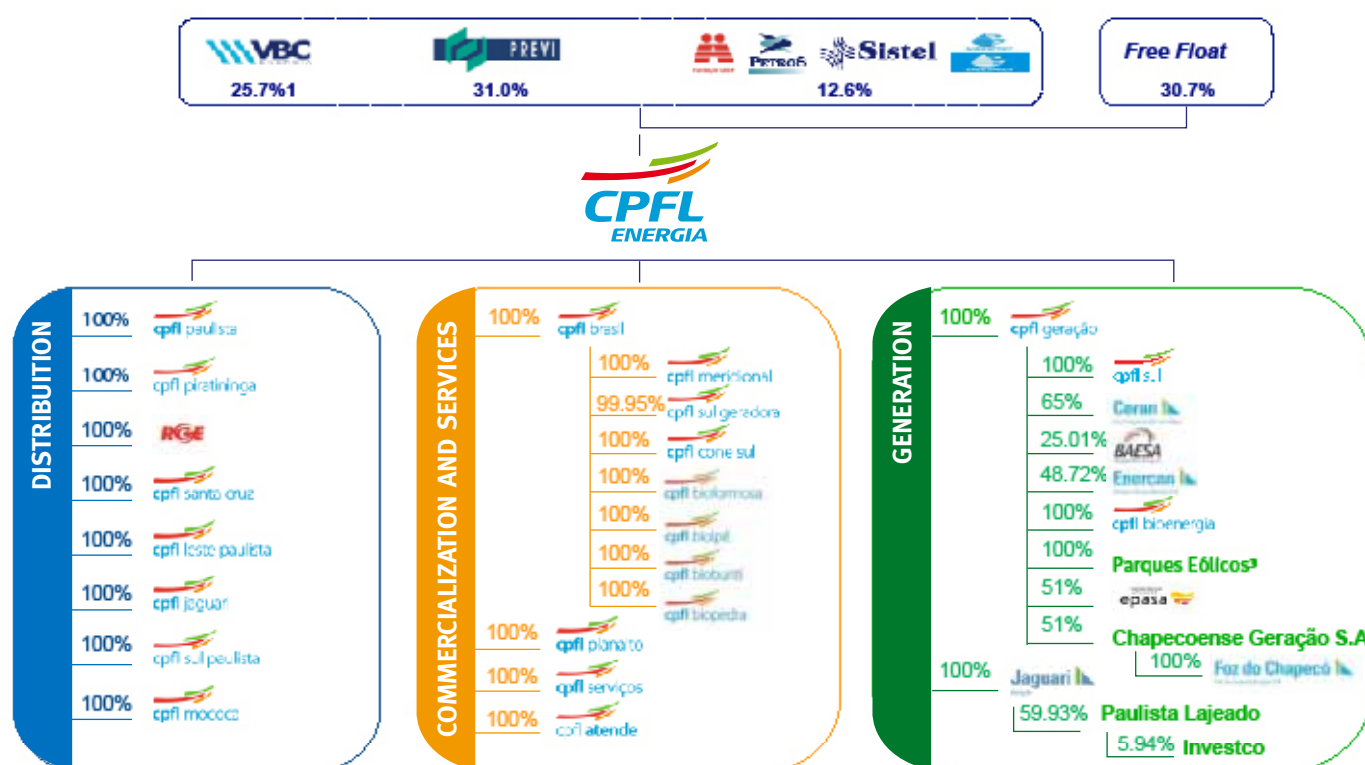 VBC
PREVI
PETROS
Sistel
Free Float
25.7%1
31.0%
12.6%
30.7%
CPFL
ENERGIA
DISTRIBUTION
100%
cpfl paulista
100%
cpfl piratininga
100%
RGE
100%
cpfl santa cruz
100%
cpfl leste paulista
100%
cpfl jaguari
100%
cpfl sul paulista
100%
cpfl mococa
COMMERCIALIZATION AND SERVICES
100%
cpfl brasil
100%
cpfl meridional
99.95%
cpfl sul geradora
100%
cpfl cone sul
100%
cpfl bioformosa
100%
cpfl bioipê
100%
cpfl bioburiti
100%
cpfl biopedra
100%
cpfl planalto
100%
cpfl serviços
100%
cpfl atende
GENERATION
100%
cpfl geração
100%
cpfl sul
65%
Ceran
25.01%
BAESA
48.72%
Enercan
100%
cpfl bioenergia
100%
Parques Eólicos³
51%
epasa
51%
Chapecoense Geração S.A
100%
Foz do Chapecó
100%
Jaguari
59.93%
Paulista Lajeado
5.94%
Investco